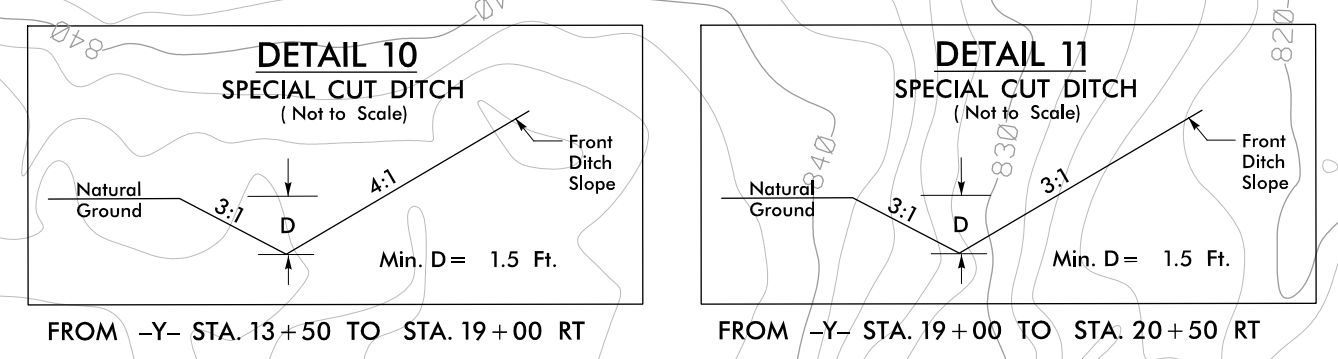 DETAIL 10
SPECIAL CUT DITCH
( Not to Scale)
Natural
Ground
3:1
D
4:1
Front
Ditch
Slope
Min. D = 1.5 Ft.
FROM -Y- STA. 13+50 TO STA. 19+00 RT
840
DETAIL 11
SPECIAL CUT DITCH
( Not to Scale)
Natural
Ground
3:1
D
3:1
Front
Ditch
Slope
Min. D = 1.5 Ft.
FROM -Y- STA. 19+00 TO STA. 20+50 RT
840
830
820